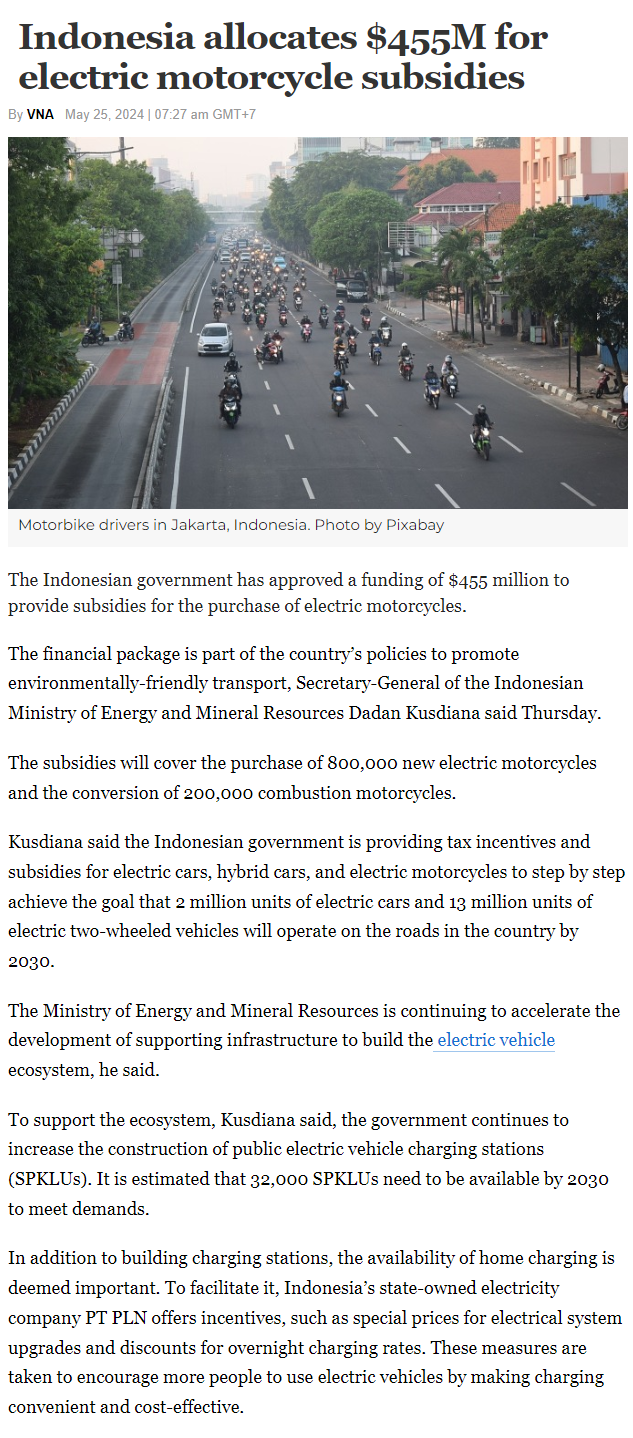 Indonesia allocates $455M for
electric motorcycle subsidies
By VNA May 25, 2024 | 07:27 am GMT+7
Motorbike drivers in Jakarta, Indonesia. Photo by Pixabay
The Indonesian government has approved a funding of $455 million to
provide subsidies for the purchase of electric motorcycles.
The financial package is part of the country’s policies to promote
environmentally-friendly transport, Secretary-General of the Indonesian
Ministry of Energy and Mineral Resources Dadan Kusdiana said Thursday.
The subsidies will cover the purchase of 800,000 new electric motorcycles
and the conversion of 200,000 combustion motorcycles.
Kusdiana said the Indonesian government is providing tax incentives and
subsidies for electric cars, hybrid cars, and electric motorcycles to step by step
achieve the goal that 2 million units of electric cars and 13 million units of
electric two-wheeled vehicles will operate on the roads in the country by
2030.
The Ministry of Energy and Mineral Resources is continuing to accelerate the
development of supporting infrastructure to build the electric vehicle
ecosystem, he said.
To support the ecosystem, Kusdiana said, the government continues to
increase the construction of public electric vehicle charging stations
(SPKLUs). It is estimated that 32,000 SPKLUs need to be available by 2030
to meet demands.
In addition to building charging stations, the availability of home charging is
deemed important. To facilitate it, Indonesia’s state-owned electricity
company PT PLN offers incentives, such as special prices for electrical system
upgrades and discounts for overnight charging rates. These measures are
taken to encourage more people to use electric vehicles by making charging
convenient and cost-effective.